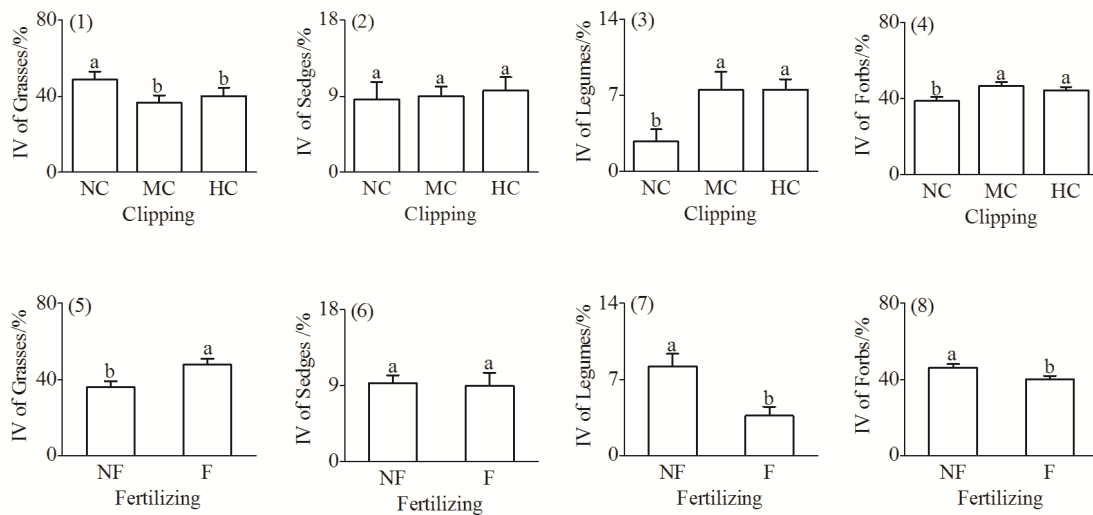 (1)
IV of Grasses/%
80
40
0
a
b
b
NC
MC
HC
Clipping
(2)
IV of Sedges/%
18
9
0
a
a
a
NC
MC
HC
Clipping
(3)
IV of Legumes/%
14
7
0
b
a
a
NC
MC
HC
Clipping
(4)
IV of Forbs/%
80
40
0
b
a
a
NC
MC
HC
Clipping
(5)
IV of Grasses/%
80
40
0
b
a
NF
F
Fertilizing
(6)
IV of Sedges /%
18
9
0
a
a
NF
F
Fertilizing
(7)
IV of Legumes/%
14
7
0
a
b
NF
F
Fertilizing
(8)
IV of Forbs/%
80
40
0
a
b
NF
F
Fertilizing